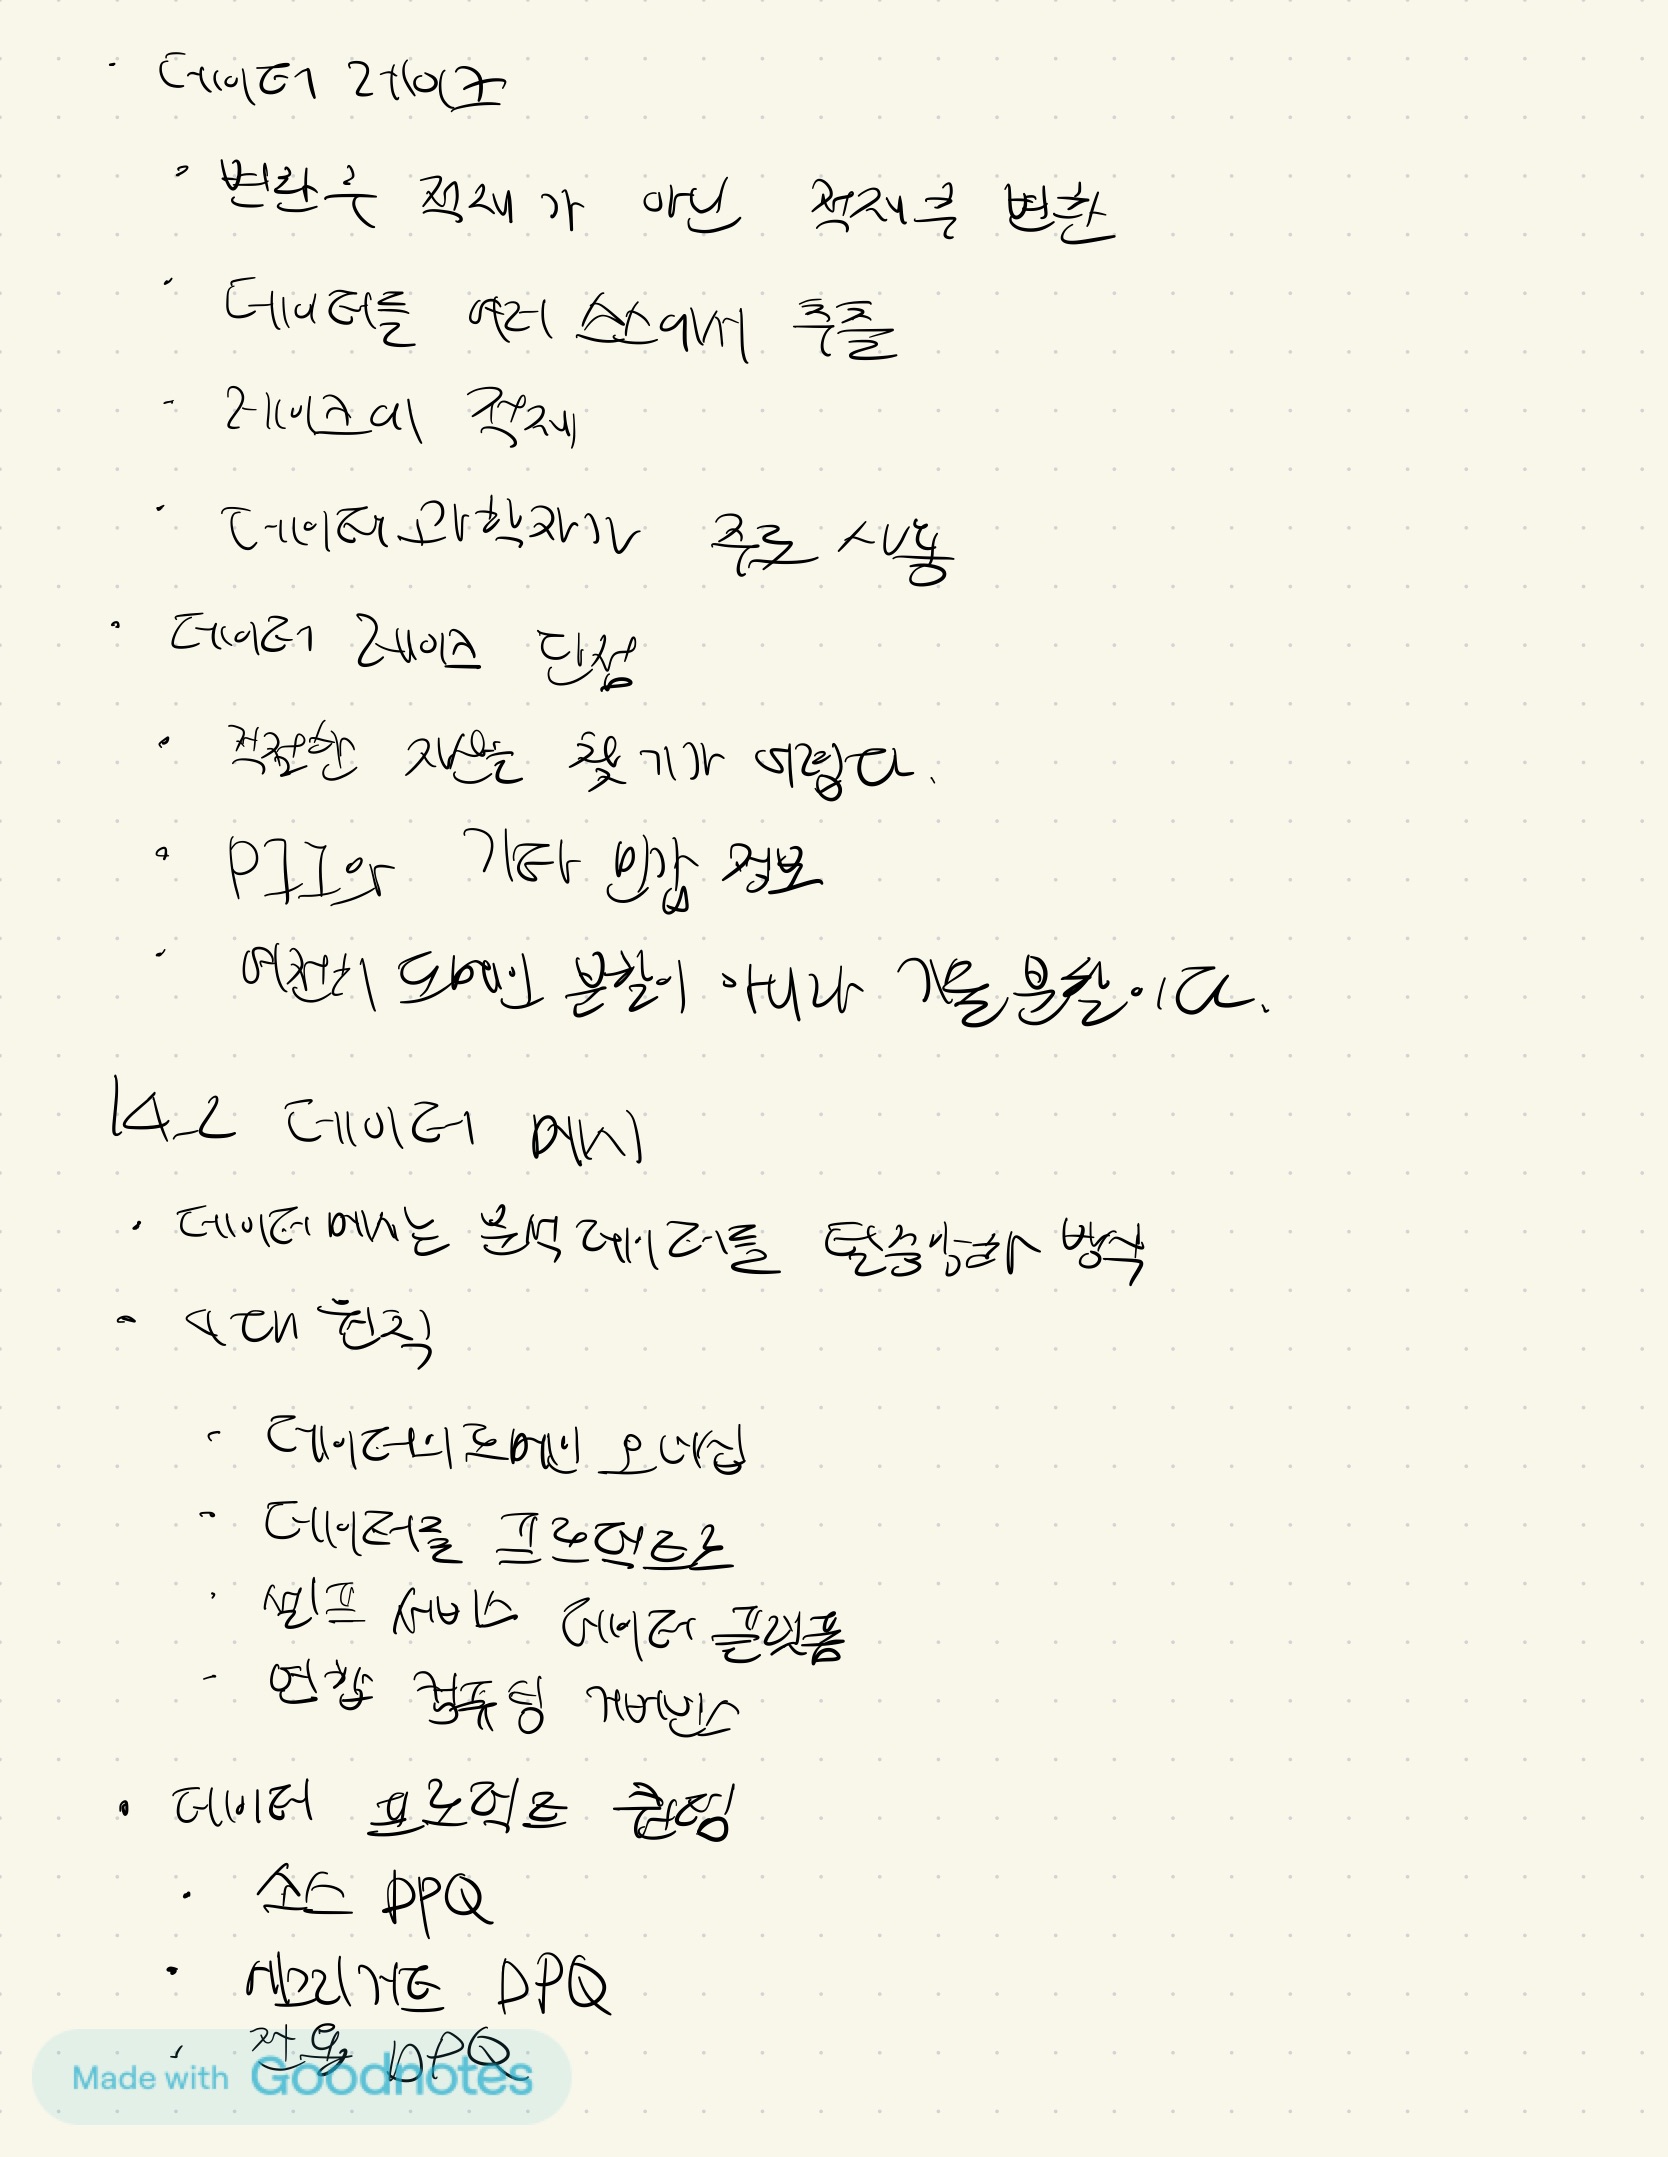 · 데이터 레이크
· 변환 후 적재가 아닌 적재 후 변환
· 데이터를 여러 소스에서 추출
- 레이크에 적재
· 데이터 과학자가 주로 사용
· 데이터 레이크 단점
· 적절한 자산을 찾기가 어렵다.
· PII와 기타 민감 정보
· 여전히 도메인 분할이 아니라 기술 분할이다.
14.2 데이터 메시
· 데이터 메시는 분석 데이터를 탈중앙화 방식
· 4대 원칙
- 데이터의 도메인 오너십
- 데이터를 프로덕트로
· 셀프 서비스 데이터 플랫폼
- 연합 컴퓨팅 거버넌스
· 데이터 프로덕트 퀀텀
· 소스 DPQ
· 애그리거트 DPQ
· 전용 DPQ
Made with Goodnotes